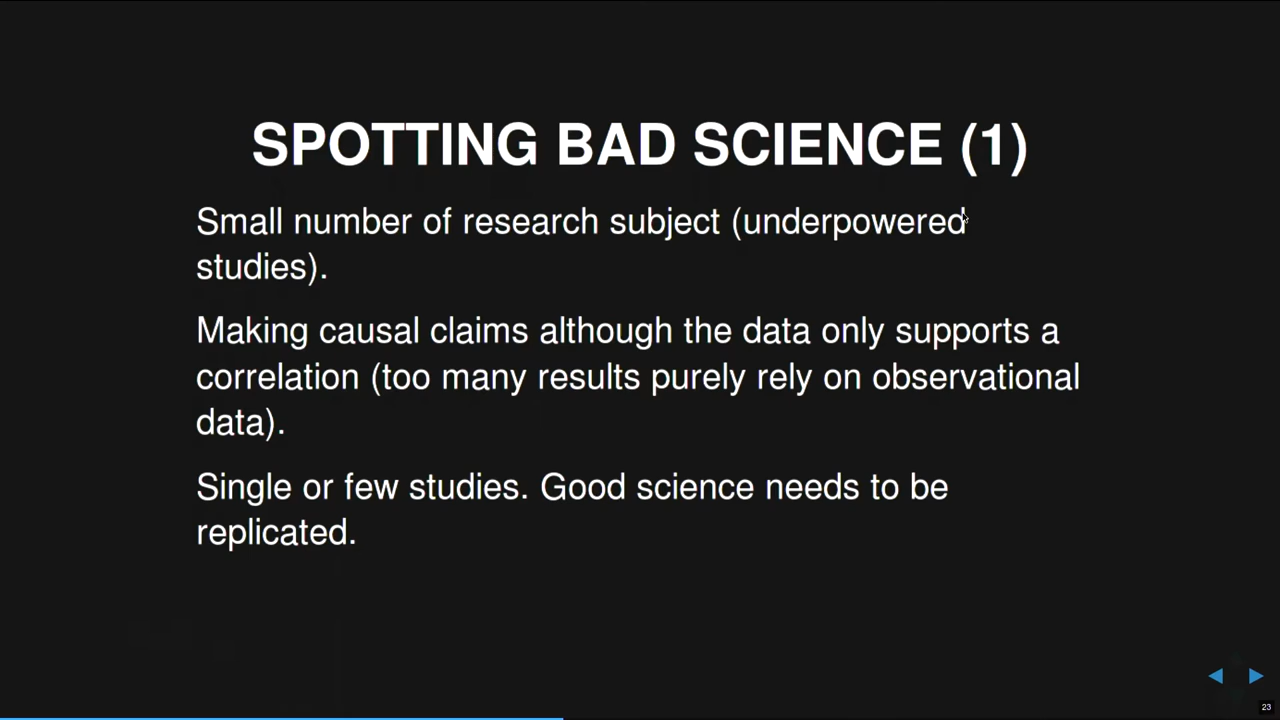 SPOTTING BAD SCIENCE (1)
Small number of research subject (underpowered
studies).
Making causal claims although the data only supports a
correlation (too many results purely rely on observational
data).
Single or few studies. Good science needs to be
replicated.
23